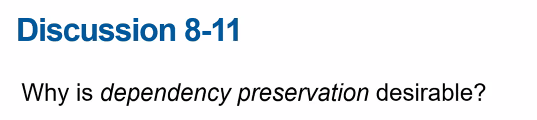 Discussion 8-11
Why is dependency preservation desirable?